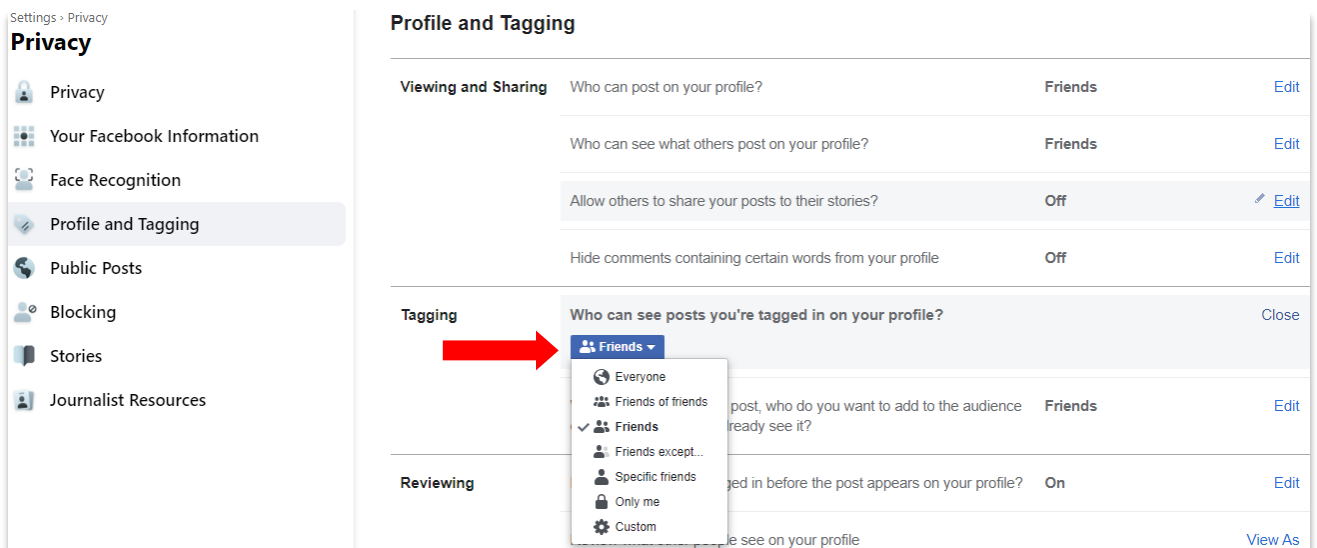 Settings › Privacy
Privacy
Privacy
Your Facebook Information
Face Recognition
Profile and Tagging
Public Posts
Blocking
Stories
Journalist Resources
Profile and Tagging
Viewing and Sharing
Who can post on your profile? Friends Edit
Who can see what others post on your profile? Friends Edit
Allow others to share your posts to their stories? Off Edit
Hide comments containing certain words from your profile Off Edit
Tagging
Who can see posts you're tagged in on your profile? Close
Friends
Everyone
Friends of friends
Friends
Friends except...
Specific friends
Only me
Custom
post, who do you want to add to the audience Friends Edit
see it?
Reviewing
in before the post appears on your profile? On Edit
see on your profile View As